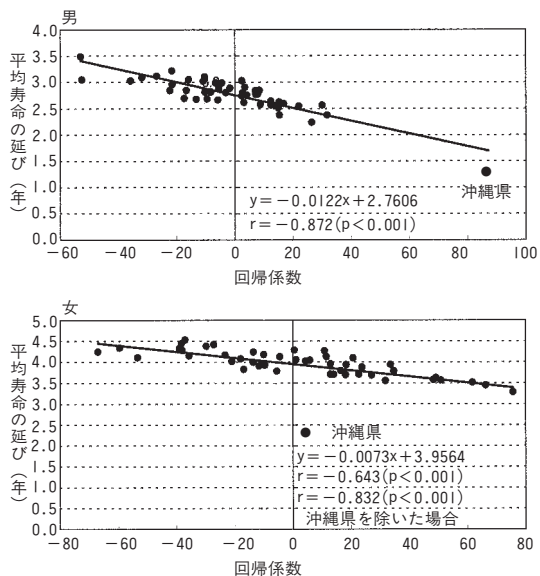 男
平均寿命の延び（年）
4.0
3.5
3.0
2.5
2.0
1.5
1.0
0.5
0.0
沖縄県
y=−0.0122x+2.7606
r=−0.872(p<0.001)
−60 −40 −20 0 20 40 60 80 100
回帰係数
女
平均寿命の延び（年）
5.0
4.5
4.0
3.5
3.0
2.5
2.0
1.5
1.0
0.5
0.0
沖縄県
y=−0.0073x+3.9564
r=−0.643(p<0.001)
r=−0.832(p<0.001)
沖縄県を除いた場合
−80 −60 −40 −20 0 20 40 60 80
回帰係数